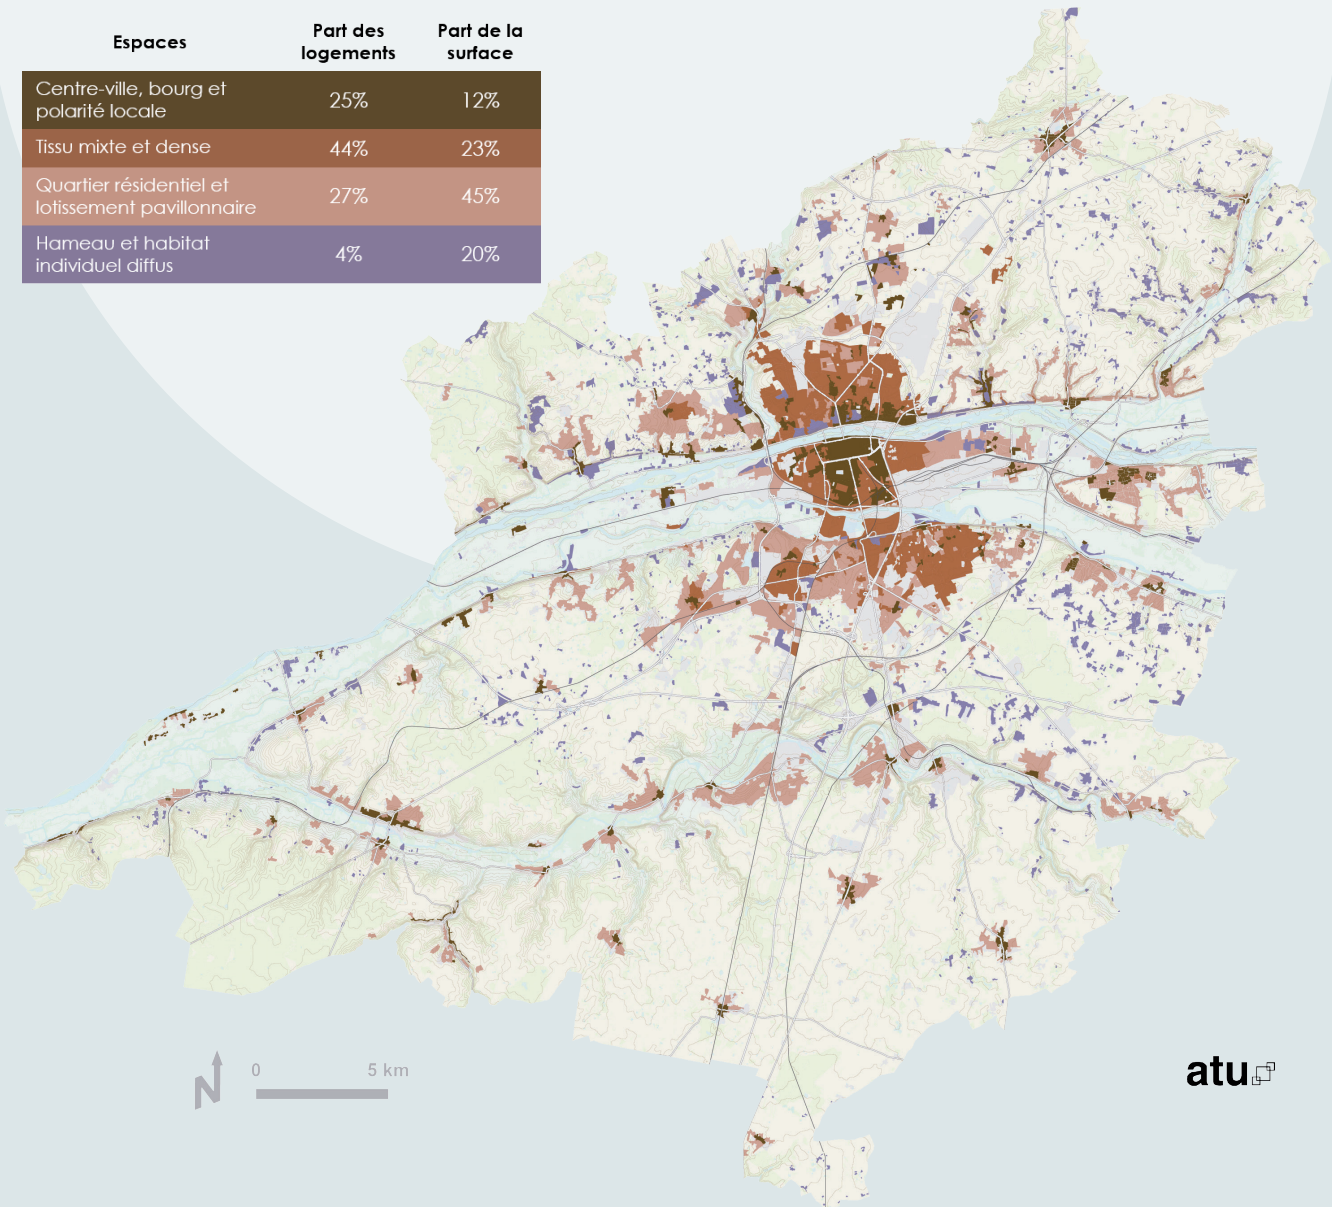 Espaces
Part des
logements
Part de la
surface
Centre-ville, bourg et
polarité locale
25%
12%
Tissu mixte et dense
44%
23%
Quartier résidentiel et
lotissement pavillonnaire
27%
45%
Hameau et habitat
individuel diffus
4%
20%
N
0
5 km
atu